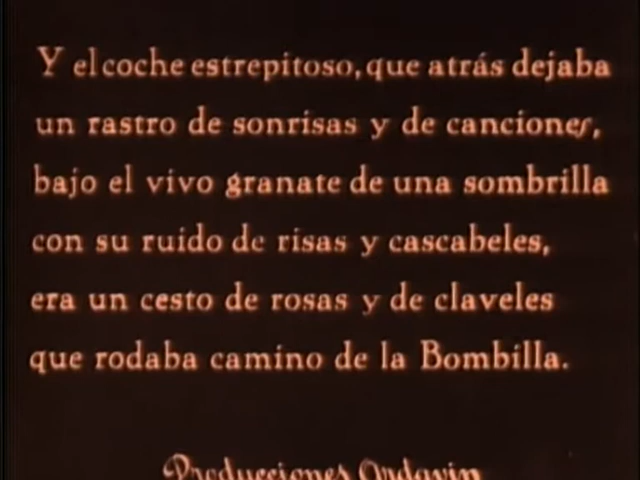 Y el coche estrepitoso, que atrás dejaba
un rastro de sonrisas y de canciones,
bajo el vivo granate de una sombrilla
con su ruido de risas y cascabeles,
era un cesto de rosas y de claveles
que rodaba camino de la Bombilla.
Producciones Ardavin